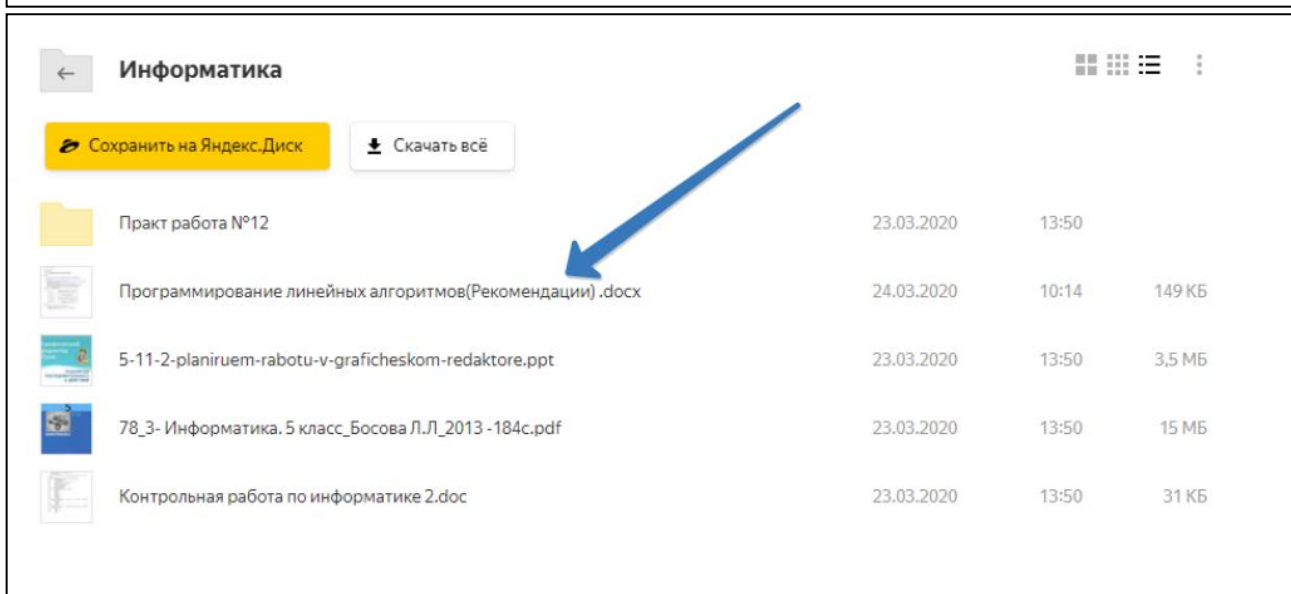 Информатика
Сохранить на Яндекс.Диск Скачать всё
Практ работа №12 23.03.2020 13:50
Программирование линейных алгоритмов(Рекомендации) .docx 24.03.2020 10:14 149 КБ
5-11-2-planiruem-rabotu-v-graficheskom-redaktore.ppt 23.03.2020 13:50 3,5 МБ
78_3- Информатика. 5 класс_Босова Л.Л_2013 -184с.pdf 23.03.2020 13:50 15 МБ
Контрольная работа по информатике 2.doc 23.03.2020 13:50 31 КБ